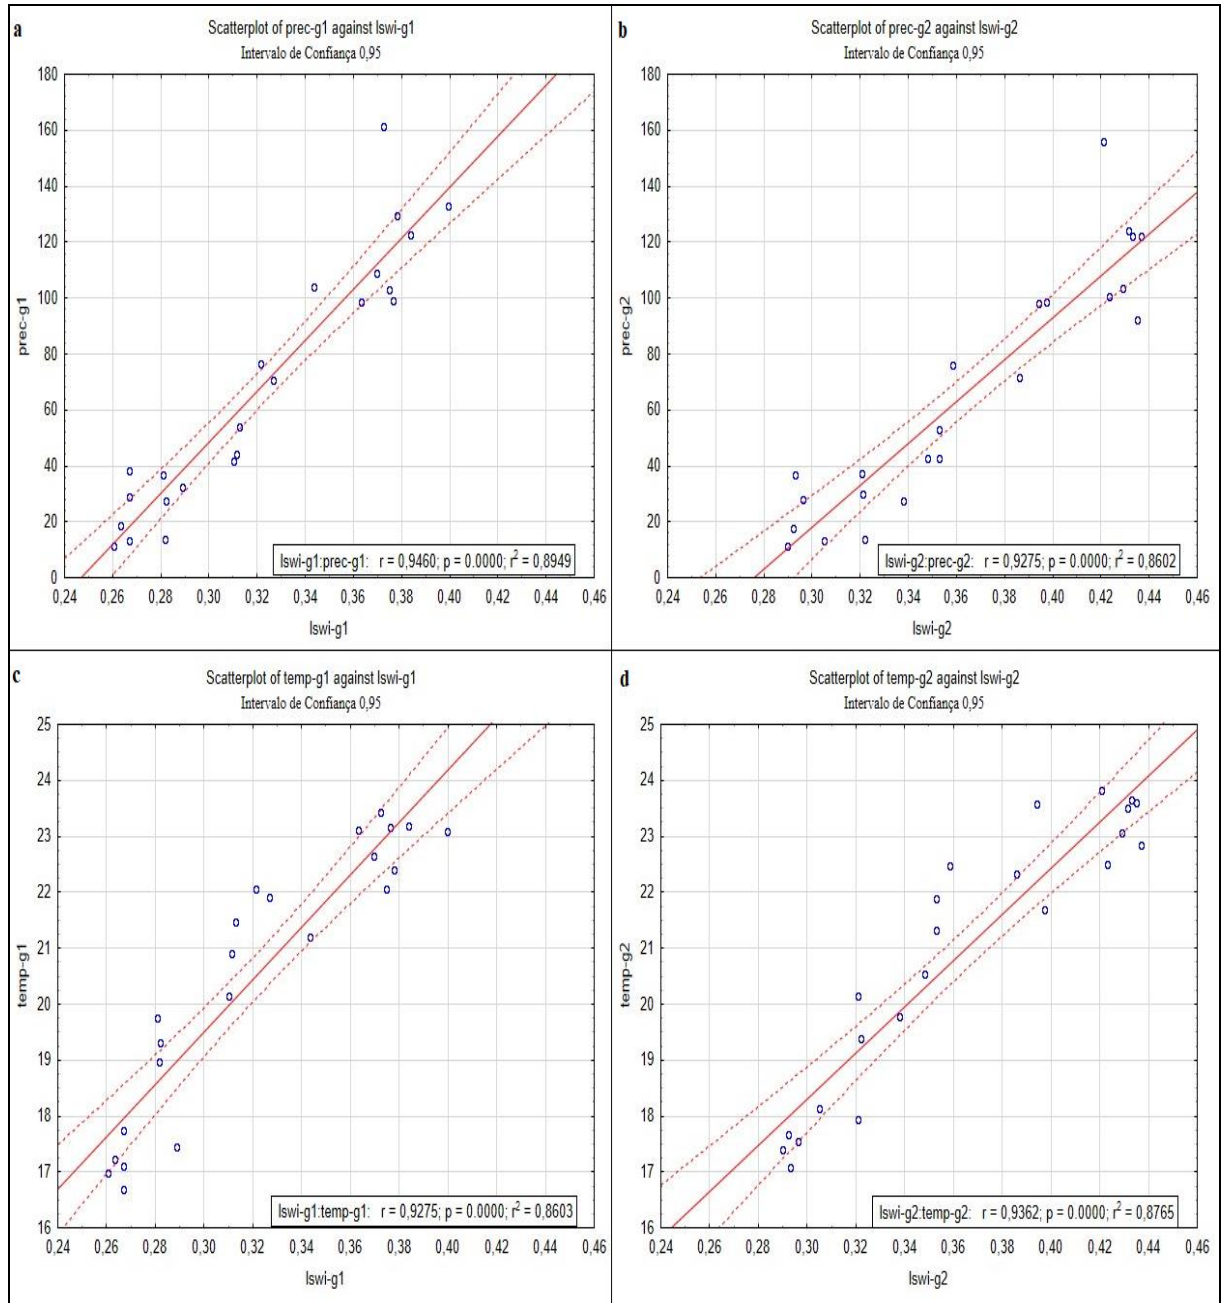 a
Scatterplot of prec-g1 against lswi-g1
Intervalo de Confiança 0,95
180
160
140
120
100
80
60
40
20
0
prec-g1
lswi-g1:prec-g1: r = 0,9460; p = 0.0000; r² = 0,8949
0,24 0,26 0,28 0,30 0,32 0,34 0,36 0,38 0,40 0,42 0,44 0,46
lswi-g1
b
Scatterplot of prec-g2 against lswi-g2
Intervalo de Confiança 0,95
180
160
140
120
100
80
60
40
20
0
prec-g2
lswi-g2:prec-g2: r = 0,9275; p = 0.0000; r² = 0,8602
0,24 0,26 0,28 0,30 0,32 0,34 0,36 0,38 0,40 0,42 0,44 0,46
lswi-g2
c
Scatterplot of temp-g1 against lswi-g1
Intervalo de Confiança 0,95
25
24
23
22
21
20
19
18
17
16
temp-g1
lswi-g1:temp-g1: r = 0,9275; p = 0.0000; r² = 0,8603
0,24 0,26 0,28 0,30 0,32 0,34 0,36 0,38 0,40 0,42 0,44 0,46
lswi-g1
d
Scatterplot of temp-g2 against lswi-g2
Intervalo de Confiança 0,95
25
24
23
22
21
20
19
18
17
16
temp-g2
lswi-g2:temp-g2: r = 0,9362; p = 0.0000; r² = 0,8765
0,24 0,26 0,28 0,30 0,32 0,34 0,36 0,38 0,40 0,42 0,44 0,46
lswi-g2